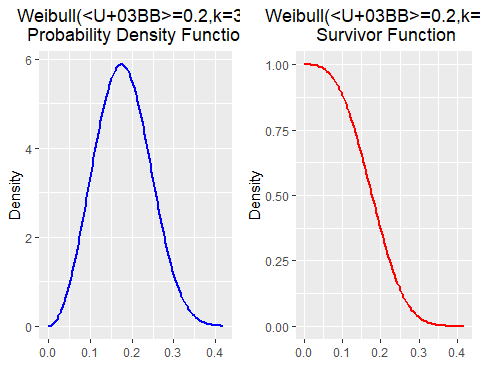 Weibull(<U+03BB>=0.2,k=3
Probability Density Functio
Density
6
4
2
0
0.0 0.1 0.2 0.3 0.4
Weibull(<U+03BB>=0.2,k=
Survivor Function
Density
1.00
0.75
0.50
0.25
0.00
0.0 0.1 0.2 0.3 0.4